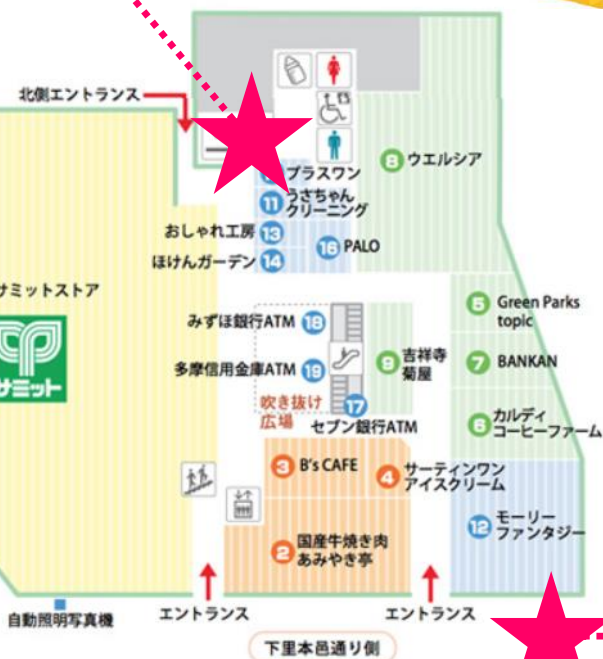 北側エントランス
8 ウエルシア
プラスワン
11 うさちゃん
クリーニング
おしゃれ工房 13
16 PALO
ほけんガーデン 14
サミットストア
サミット
5 Green Parks
topic
みずほ銀行ATM 18
7 BANKAN
9 吉祥寺
菊屋
多摩信用金庫ATM 19
吹き抜け
広場
17
セブン銀行ATM
6 カルディ
コーヒーファーム
3 B's CAFE
4 サーティンワン
アイスクリーム
12 モーリー
ファンタジー
2 国産牛焼き肉
あみやき亭
自動照明写真機
エントランス
エントランス
下里本邑通り側